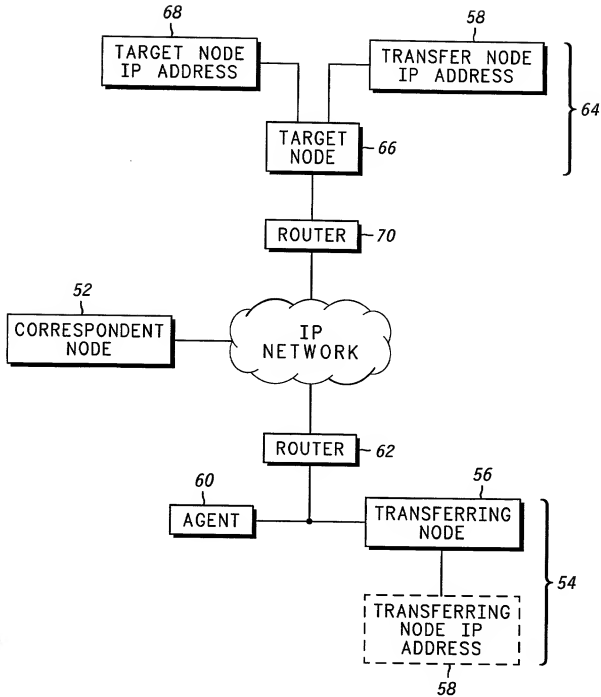 68
TARGET NODE
IP ADDRESS
58
TRANSFER NODE
IP ADDRESS
64
TARGET
NODE
66
ROUTER
70
52
CORRESPONDENT
NODE
IP
NETWORK
ROUTER
62
60
AGENT
56
TRANSFERRING
NODE
54
TRANSFERRING
NODE IP
ADDRESS
58